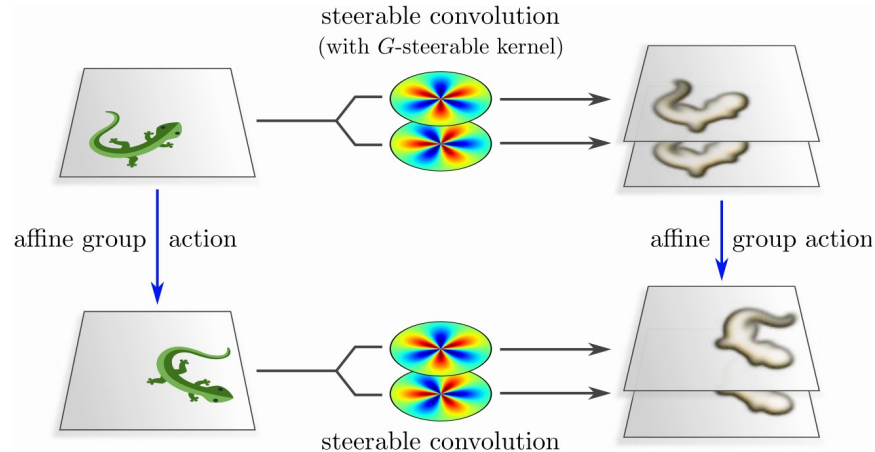 steerable convolution
(with G-steerable kernel)
affine group action
affine group action
steerable convolution